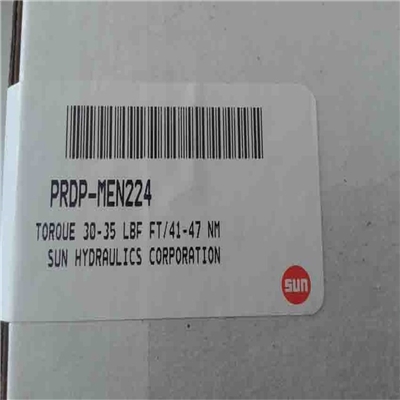 PRDP-MEN224
TORQUE 30-35 LBF FT/41-47 NM
SUN HYDRAULICS CORPORATION
sun